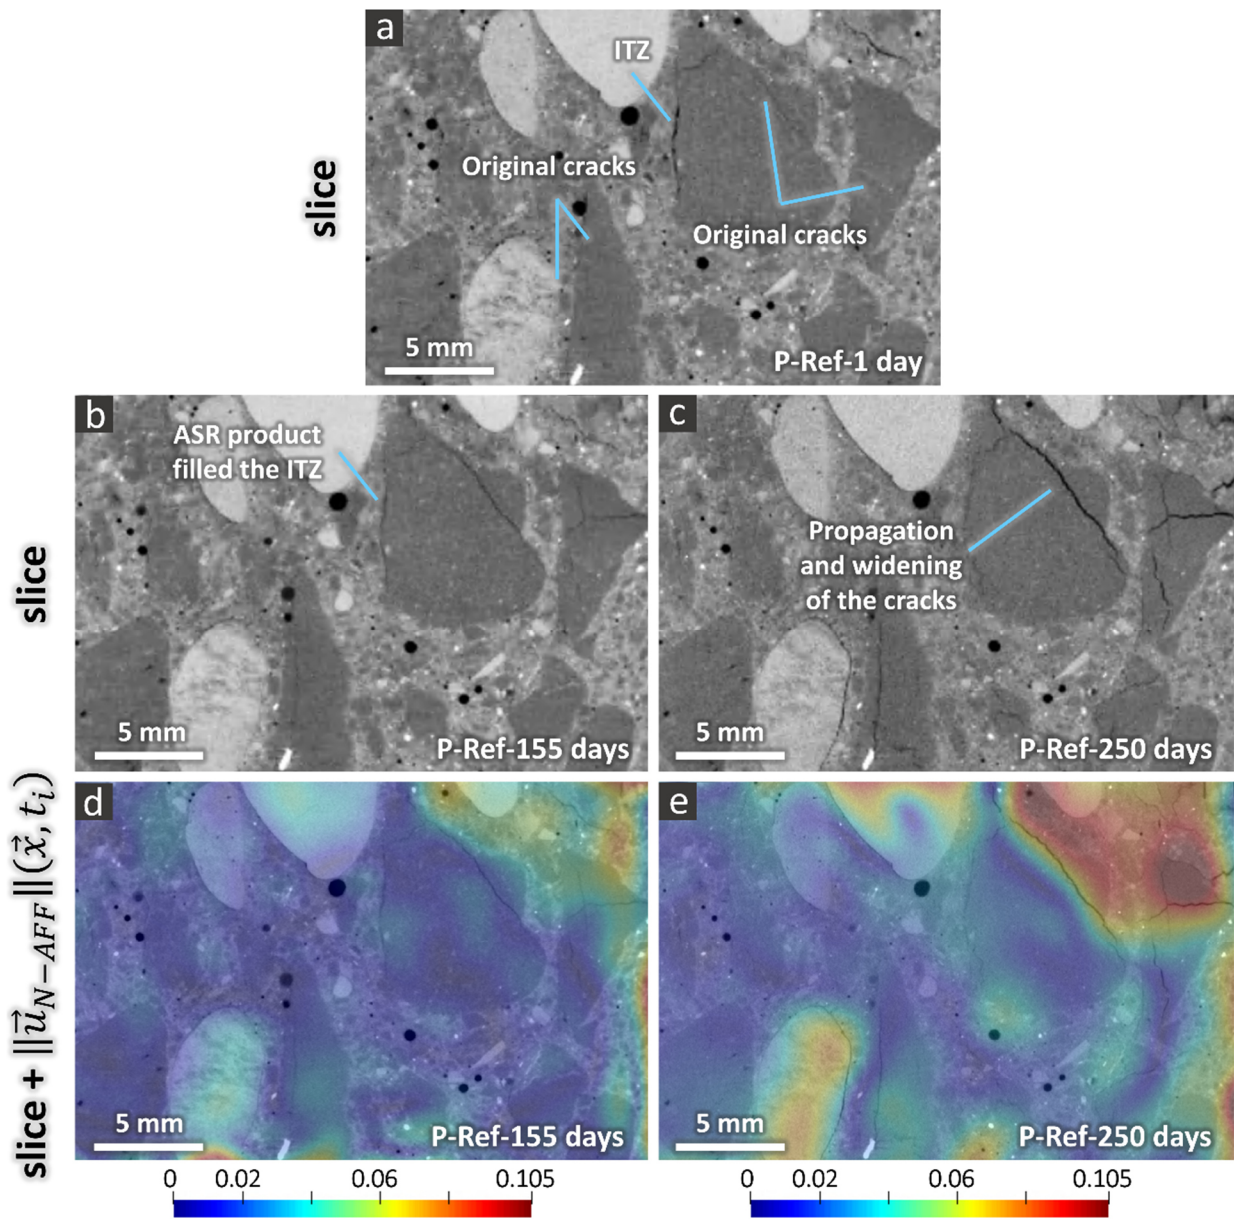 a
ITZ
Original cracks
Original cracks
slice
5 mm
P-Ref-1 day
b
ASR product
filled the ITZ
slice
5 mm
P-Ref-155 days
c
Propagation
and widening
of the cracks
5 mm
P-Ref-250 days
slice + ||u⃗_{N−AFF}||(x⃗, t_i)
d
5 mm
P-Ref-155 days
e
5 mm
P-Ref-250 days
0 0.02 0.06 0.105
0 0.02 0.06 0.105